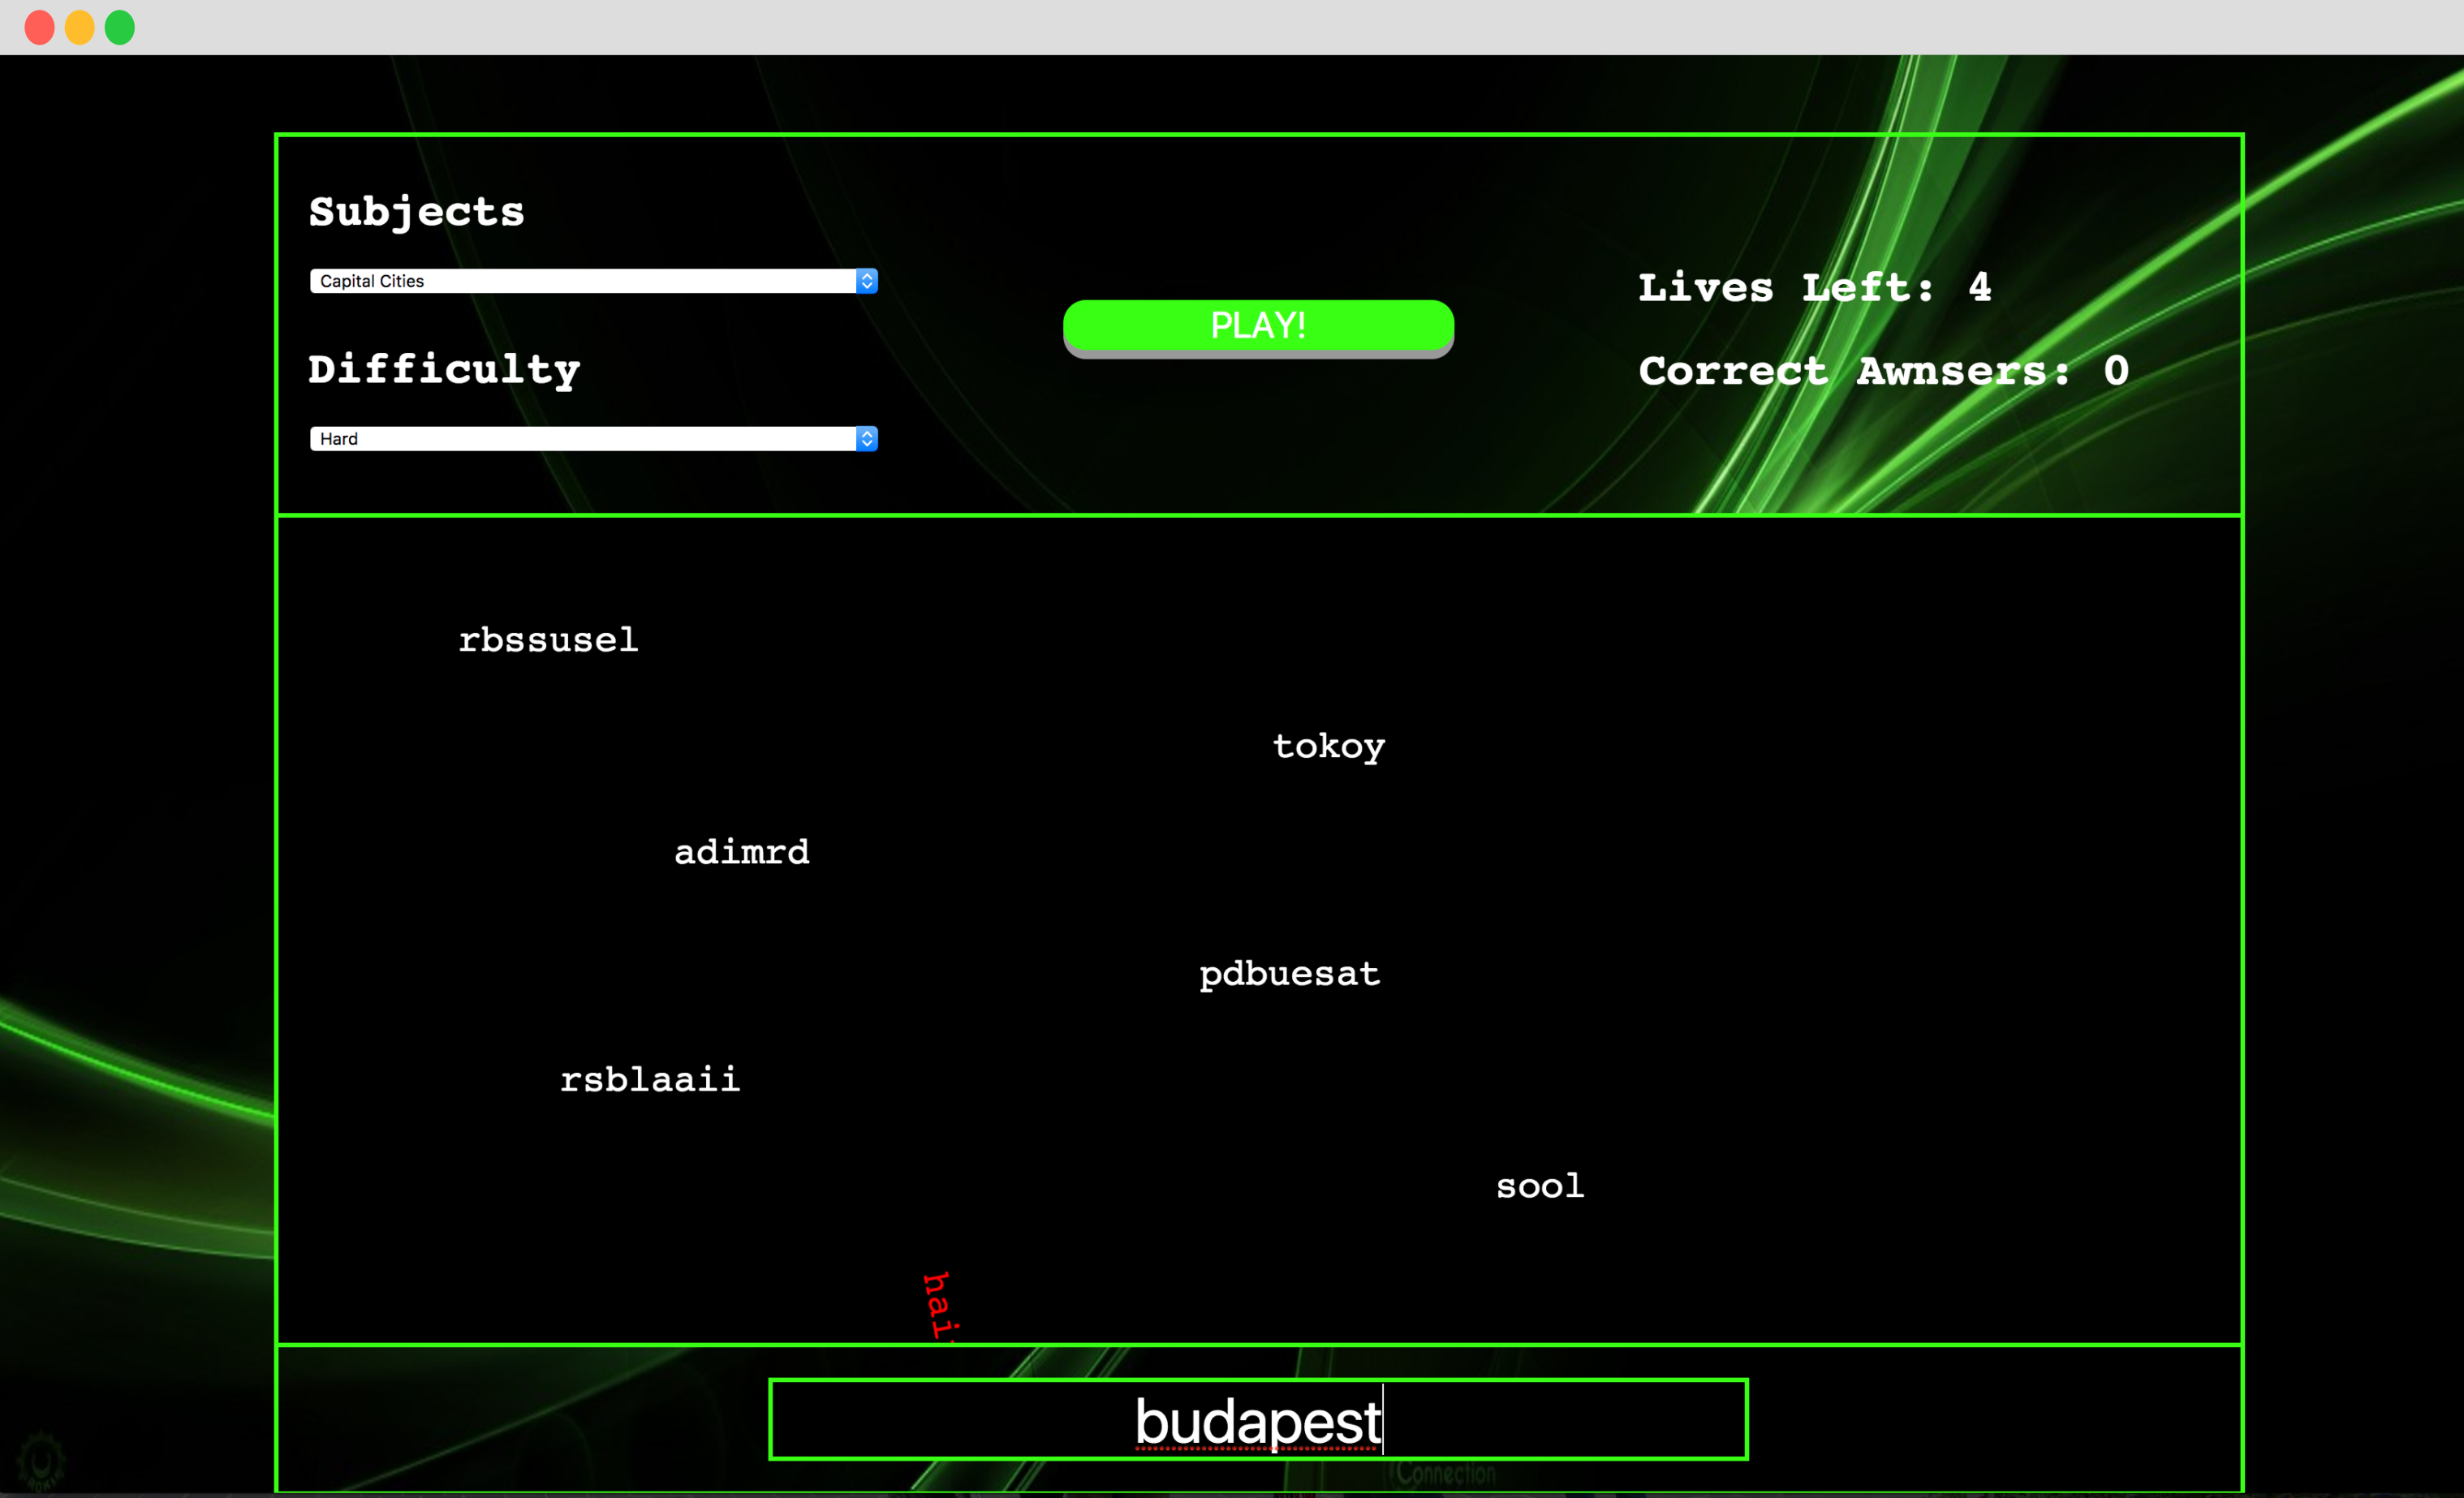 Subjects
Capital Cities
Difficulty
Hard
PLAY!
Lives Left: 4
Correct Awnsers: 0
rbssusel
tokoy
adimrd
pdbuesat
rsblaaii
sool
budapest
Connection